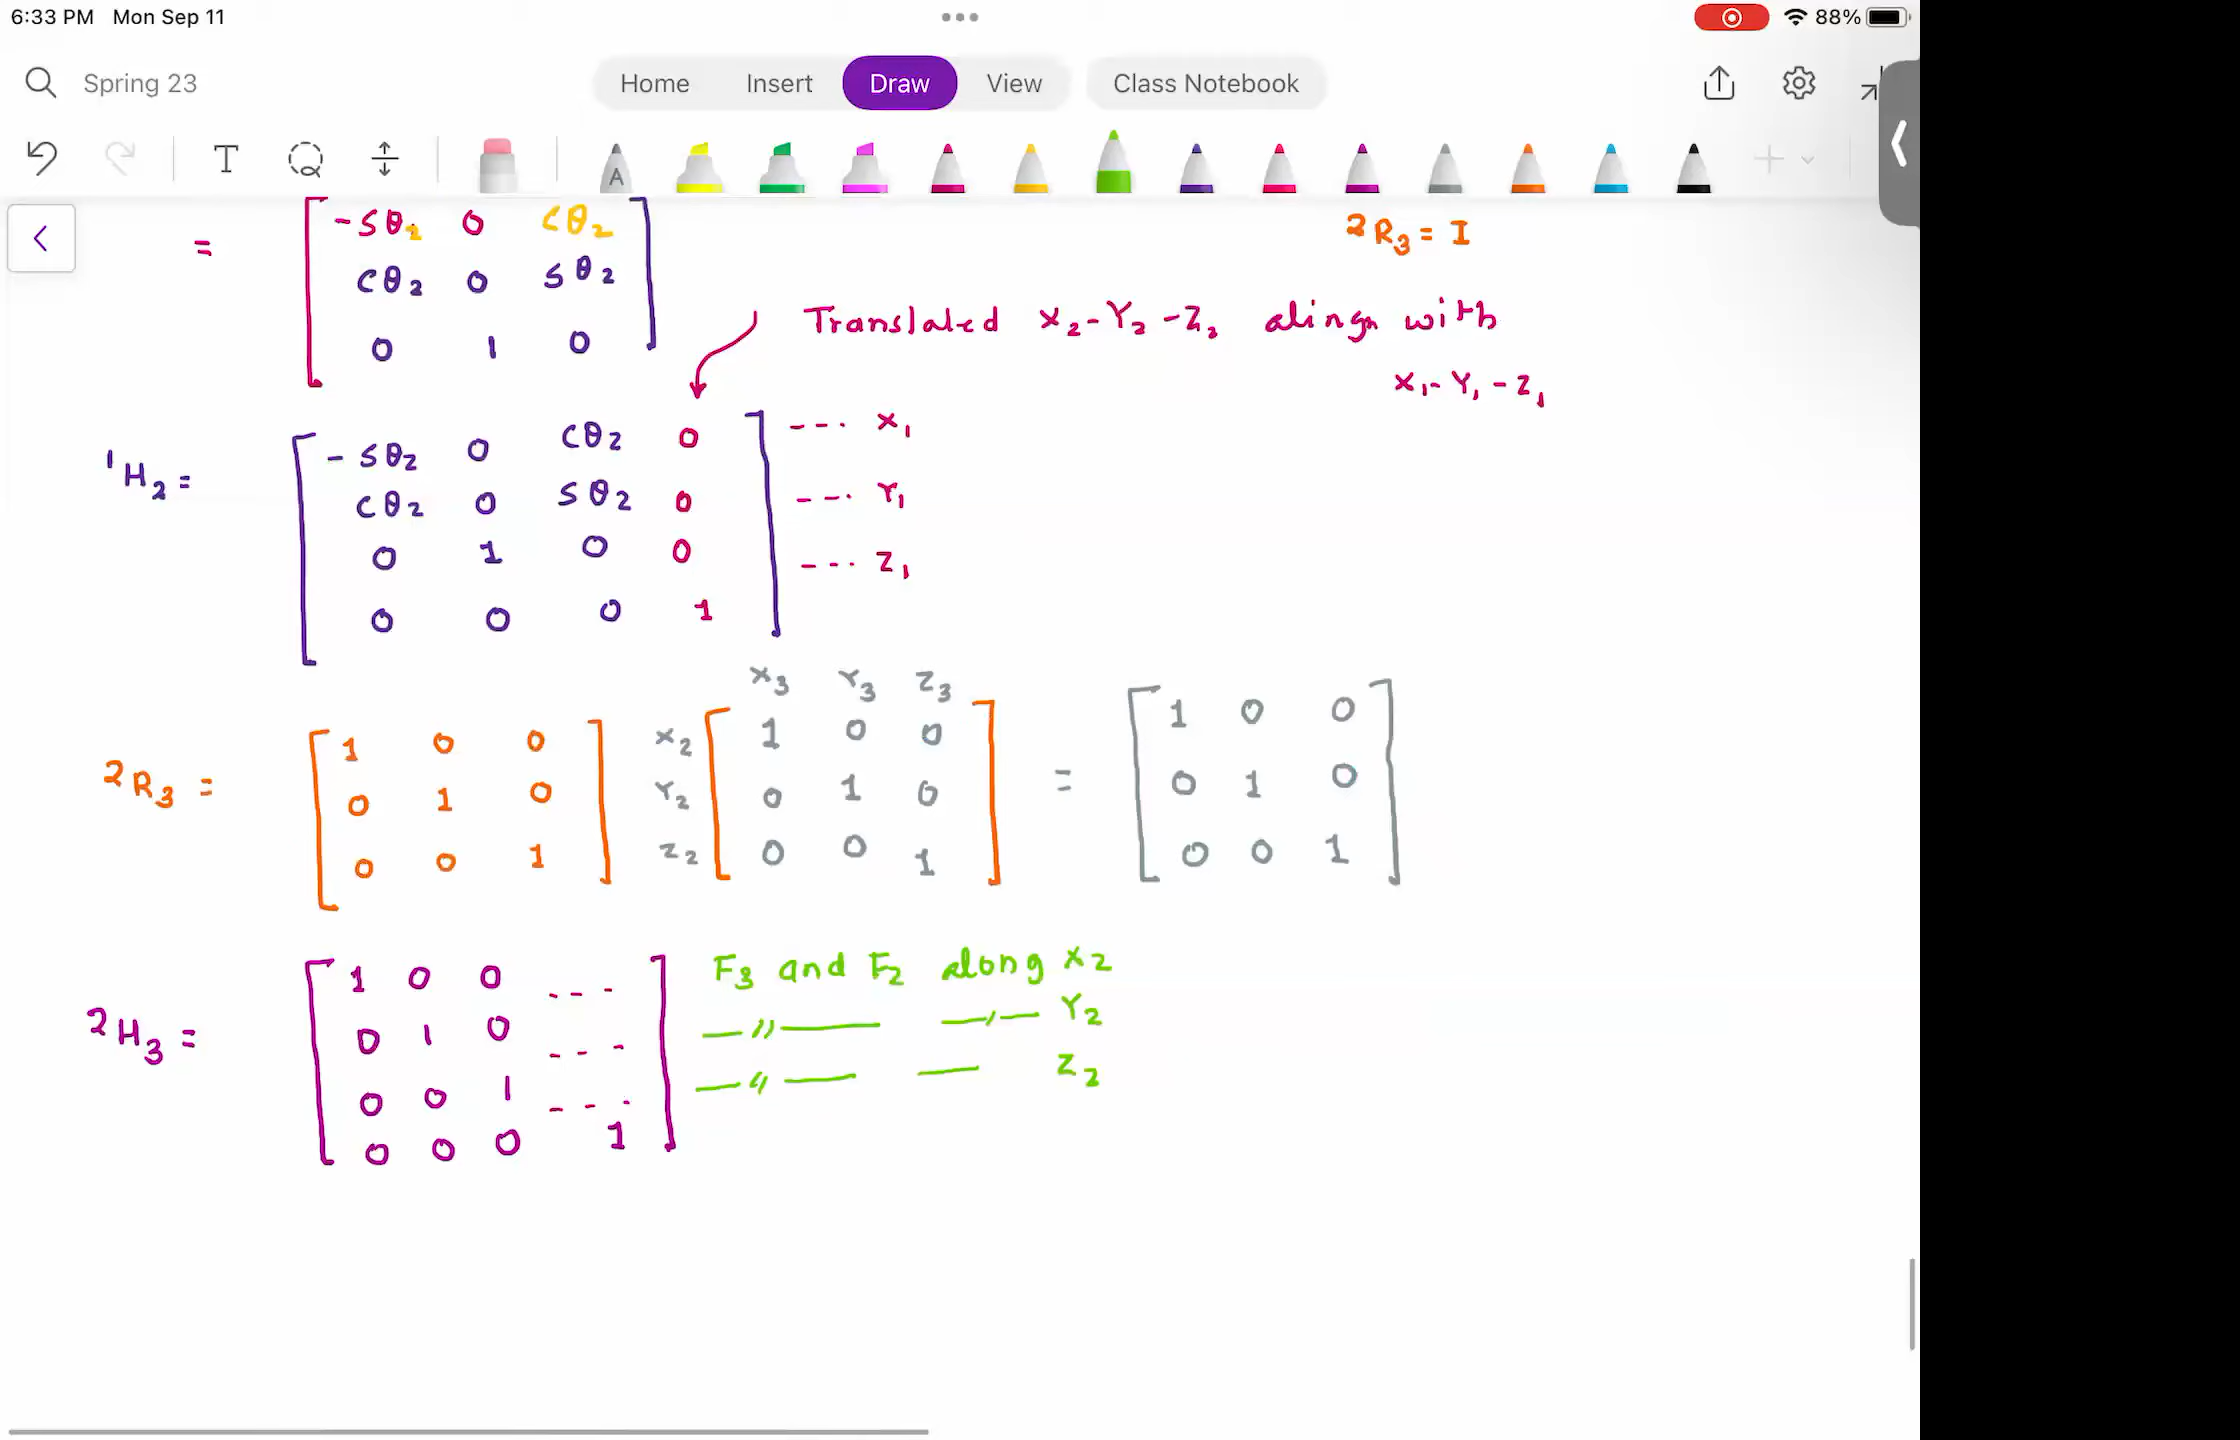 6:33 PM Mon Sep 11
88%
Spring 23
Home Insert Draw View Class Notebook
T A
= [ -Sθ2 0 Cθ2
Cθ2 0 Sθ2
0 1 0 ]
2R3 = I
Translated X2-Y2-Z2 alingn with
X1-Y1-Z1
1H2 = [ -Sθ2 0 Cθ2 0 ] --- X1
Cθ2 0 Sθ2 0 --- Y1
0 1 0 0 --- Z1
0 0 0 1
X3 Y3 Z3
2R3 = [ 1 0 0 ] X2 [ 1 0 0 ] = [ 1 0 0 ]
0 1 0 Y2 0 1 0 0 1 0
0 0 1 Z2 0 0 1 0 0 1
2H3 = [ 1 0 0 --- ] F3 and F2 along X2
0 1 0 --- —〃— —〃— Y2
0 0 1 --- —〃— — Z2
0 0 0 1